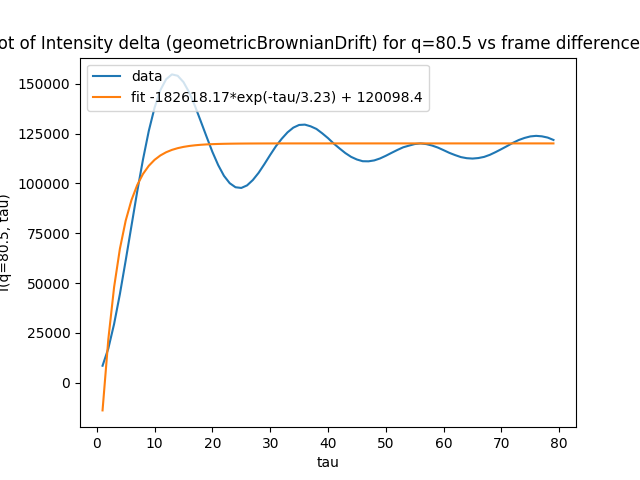 ot of Intensity delta (geometricBrownianDrift) for q=80.5 vs frame difference
data
fit -182618.17*exp(-tau/3.23) + 120098.4
I(q=80.5, tau)
150000
125000
100000
75000
50000
25000
0
0 10 20 30 40 50 60 70 80
tau